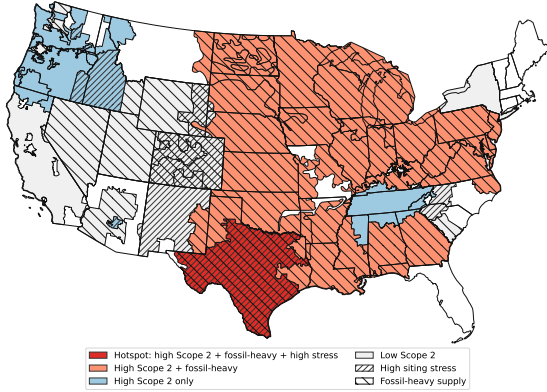 Hotspot: high Scope 2 + fossil-heavy + high stress
High Scope 2 + fossil-heavy
High Scope 2 only
Low Scope 2
High siting stress
Fossil-heavy supply